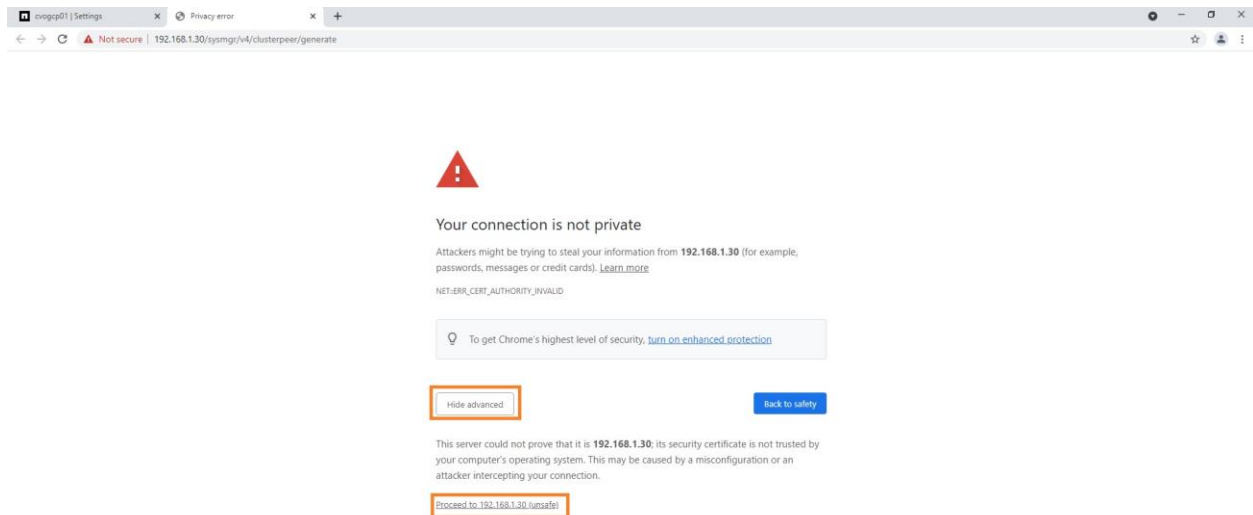 cvogcp01 | Settings
Privacy error
Not secure | 192.168.1.30/sysmgr/v4/clusterpeer/generate
Your connection is not private
Attackers might be trying to steal your information from 192.168.1.30 (for example,
passwords, messages or credit cards). Learn more
NET::ERR_CERT_AUTHORITY_INVALID
To get Chrome's highest level of security, turn on enhanced protection
Hide advanced
Back to safety
This server could not prove that it is 192.168.1.30; its security certificate is not trusted by
your computer's operating system. This may be caused by a misconfiguration or an
attacker intercepting your connection.
Proceed to 192.168.1.30 (unsafe)